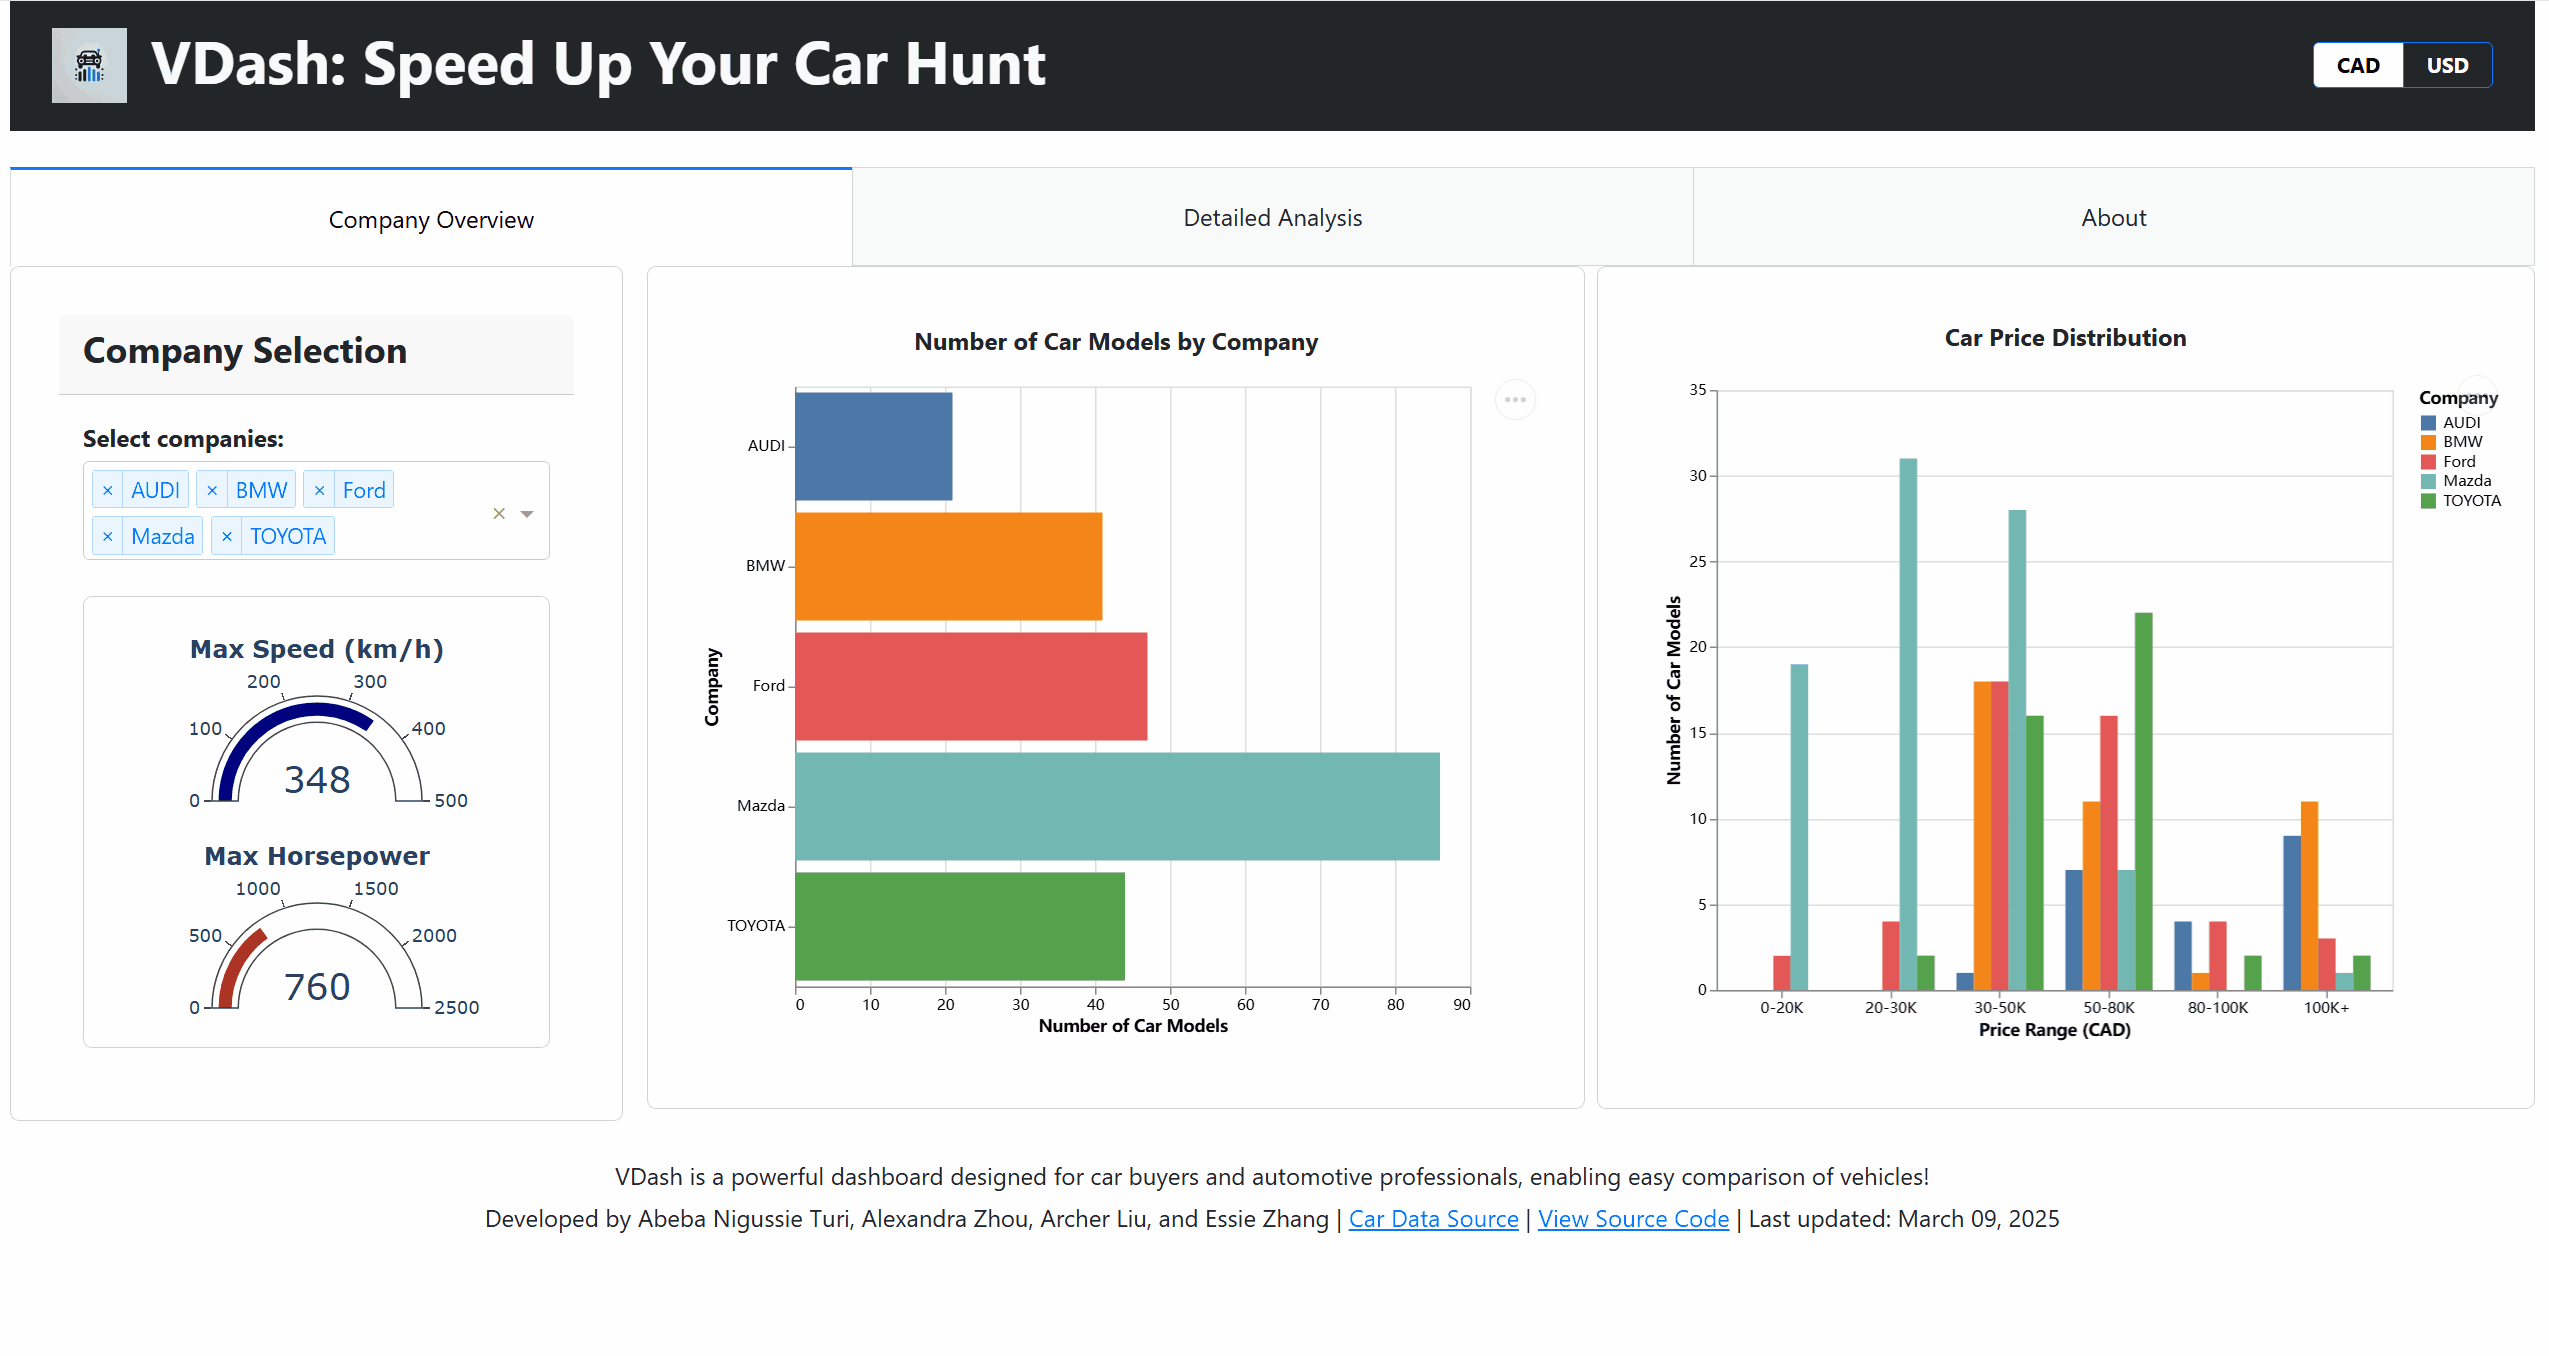 VDash: Speed Up Your Car Hunt
CAD USD
Company Overview
Detailed Analysis
About
Company Selection
Select companies:
× AUDI × BMW × Ford
× Mazda × TOYOTA
Max Speed (km/h)
200 300
100 400
348
0 500
Max Horsepower
1000 1500
500 2000
760
0 2500
Number of Car Models by Company
Company
AUDI
BMW
Ford
Mazda
TOYOTA
0 10 20 30 40 50 60 70 80 90
Number of Car Models
Car Price Distribution
Number of Car Models
35
30
25
20
15
10
5
0
0-20K 20-30K 30-50K 50-80K 80-100K 100K+
Price Range (CAD)
Company
AUDI
BMW
Ford
Mazda
TOYOTA
VDash is a powerful dashboard designed for car buyers and automotive professionals, enabling easy comparison of vehicles!
Developed by Abeba Nigussie Turi, Alexandra Zhou, Archer Liu, and Essie Zhang | Car Data Source | View Source Code | Last updated: March 09, 2025